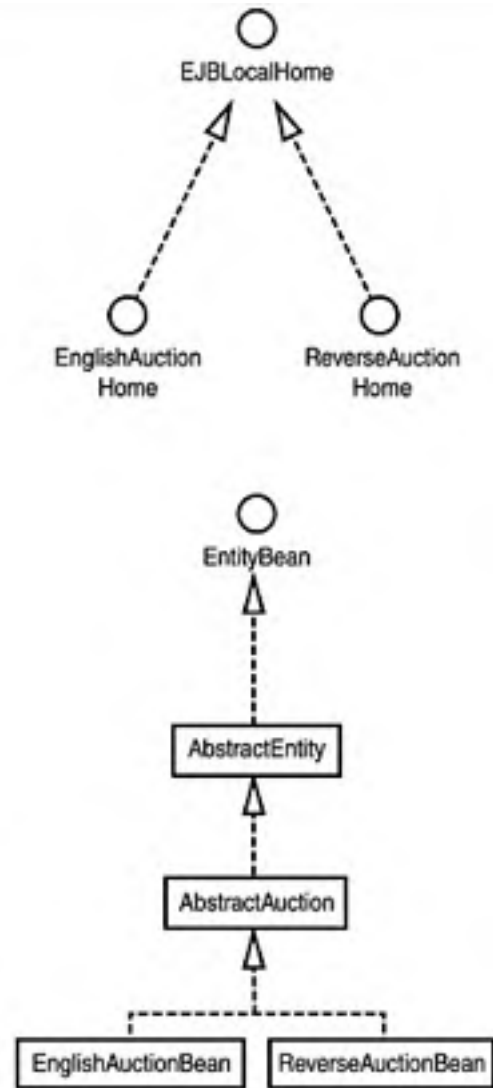 EJBLocalHome
EnglishAuction
Home
ReverseAuction
Home
EntityBean
AbstractEntity
AbstractAuction
EnglishAuctionBean
ReverseAuctionBean